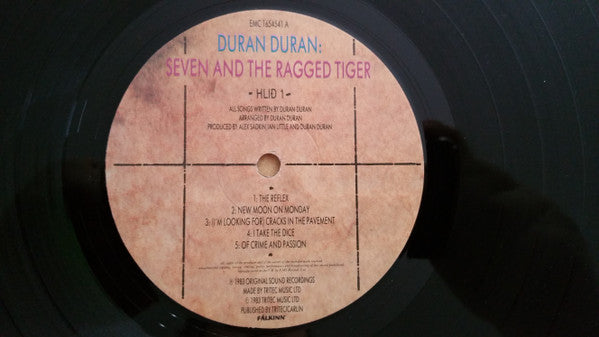 EMC 1654541 A
DURAN DURAN:
SEVEN AND THE RAGGED TIGER
- HLIÐ 1 -
ALL SONGS WRITTEN BY DURAN DURAN
ARRANGED BY DURAN DURAN
PRODUCED BY ALEX SADKIN, IAN LITTLE AND DURAN DURAN
1: THE REFLEX
2: NEW MOON ON MONDAY
3: (I'M LOOKING FOR) CRACKS IN THE PAVEMENT
4: I TAKE THE DICE
5: OF CRIME AND PASSION
℗ 1983 ORIGINAL SOUND RECORDINGS
MADE BY TRITEC MUSIC LTD
© 1983 TRITEC MUSIC LTD
PUBLISHED BY TRITEC/CARLIN
FÁLKINN